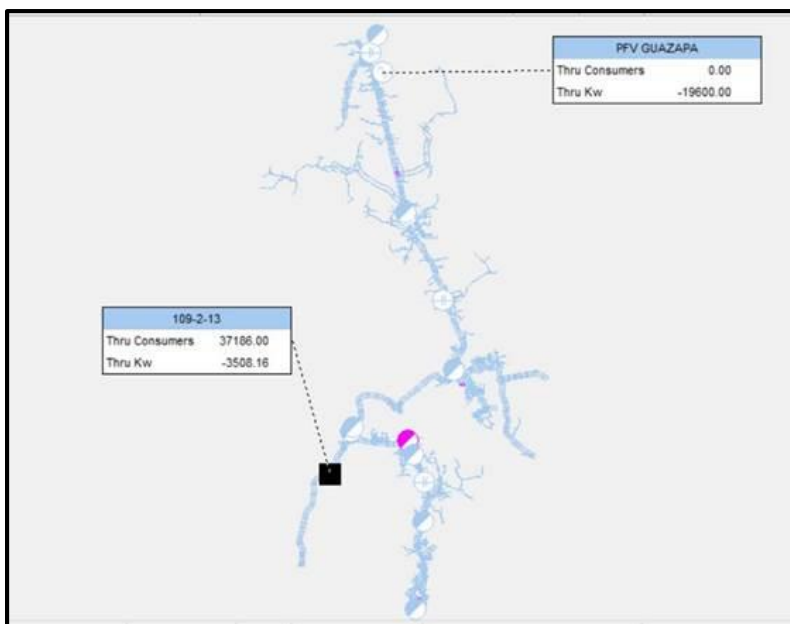 PFV GUAZAPA
Thru Consumers 0.00
Thru Kw -19600.00
109-2-13
Thru Consumers 37186.00
Thru Kw -3508.16